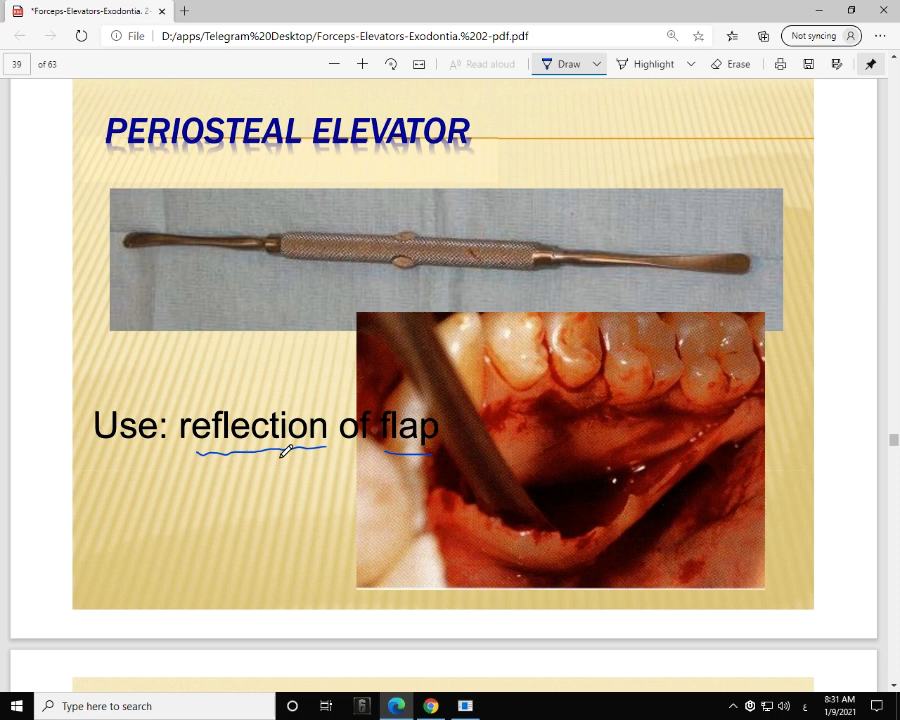 *Forceps-Elevators-Exodontia. 2-
File
D:/apps/Telegram%20Desktop/Forceps-Elevators-Exodontia.%202-pdf.pdf
Not syncing
39 of 63
Read aloud
Draw
Highlight
Erase
PERIOSTEAL ELEVATOR
Use: reflection of flap
Type here to search
ع
8:31 AM
1/9/2021